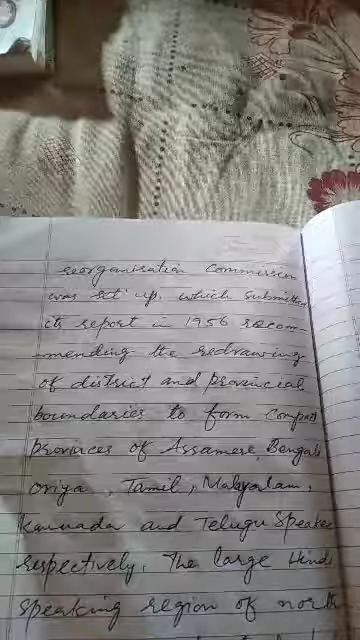 reorganisation Commission
was set up, which submitted
its report in 1956 recom-
-mending the redrawing
of district and provincial
boundaries to form compact
provinces of Assamese, Bengali
Oriya, Tamil, Malayalam,
Kannada and Telugu Speakers
respectively. The large Hindi
speaking region of north